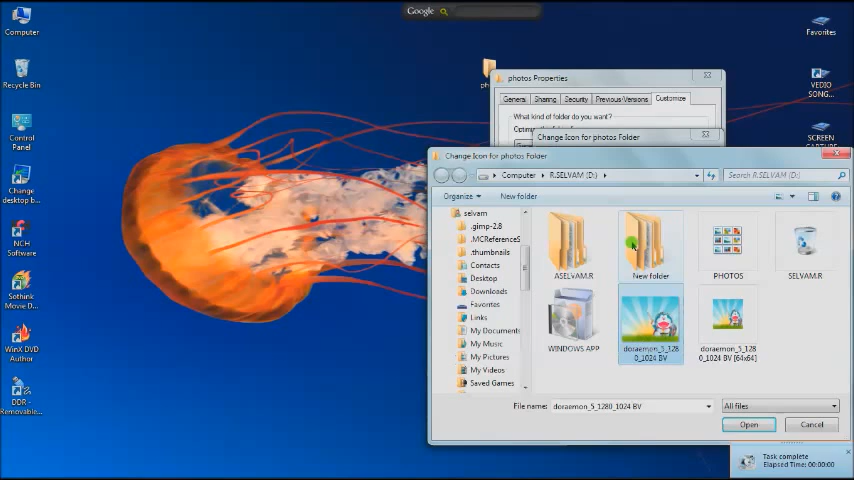 Google
Computer
Recycle Bin
Control
Panel
Change
desktop b...
NCH
Software
Sothink
Movie D...
WinX DVD
Author
DDR -
Removable...
Favorites
VEDIO
SONG...
SCREEN
photos Properties
General
Sharing
Security
Previous Versions
Customize
What kind of folder do you want?
Change Icon for photos Folder
Change Icon for photos Folder
Computer
R.SELVAM (D:)
Search R.SELVAM (D:)
Organize
New folder
selvam
.gimp-2.8
.MCReferenceS
.thumbnails
Contacts
Desktop
Downloads
Favorites
Links
My Documents
My Music
My Pictures
My Videos
Saved Games
ASELVAM.R
New folder
PHOTOS
SELVAM.R
WINDOWS APP
doraemon_5_128
0_1024 BV
doraemon_5_128
0_1024 BV [64x64]
File name:
doraemon_5_1280_1024 BV
All files
Open
Cancel
Task complete
Elapsed Time: 00:00:00